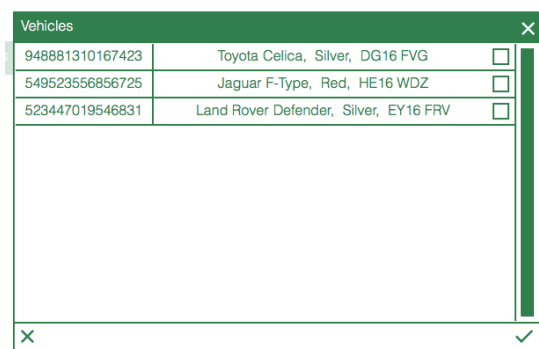 Vehicles
948881310167423 Toyota Celica, Silver, DG16 FVG
549523556856725 Jaguar F-Type, Red, HE16 WDZ
523447019546831 Land Rover Defender, Silver, EY16 FRV